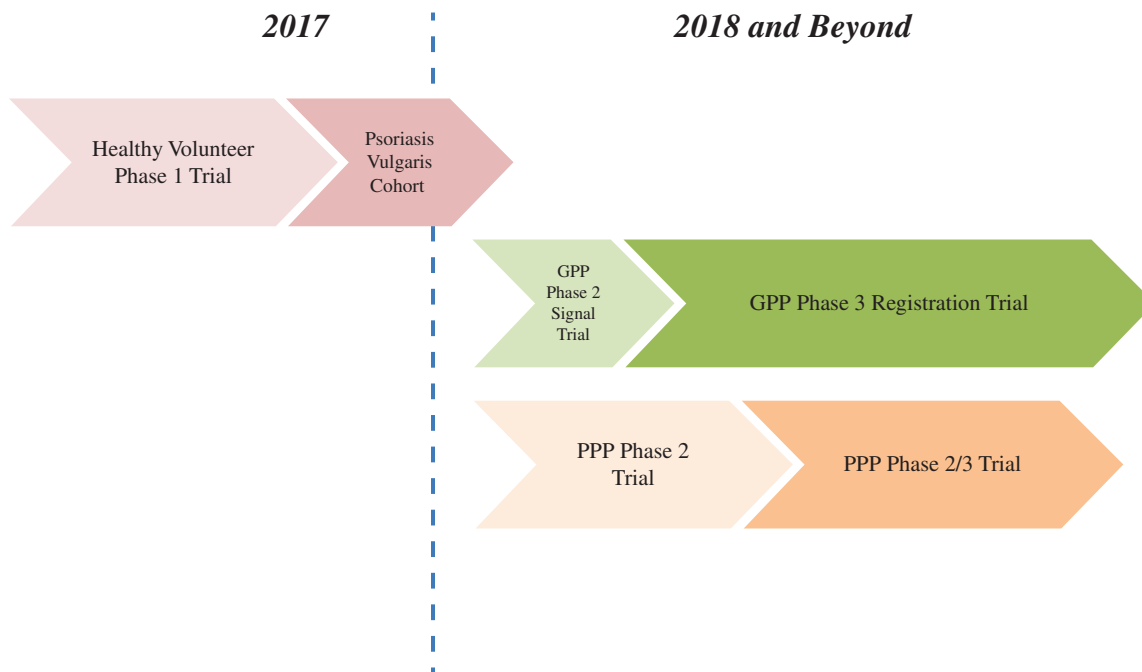 2017
2018 and Beyond
Healthy Volunteer
Phase 1 Trial
Psoriasis
Vulgaris
Cohort
GPP
Phase 2
Signal
Trial
GPP Phase 3 Registration Trial
PPP Phase 2
Trial
PPP Phase 2/3 Trial